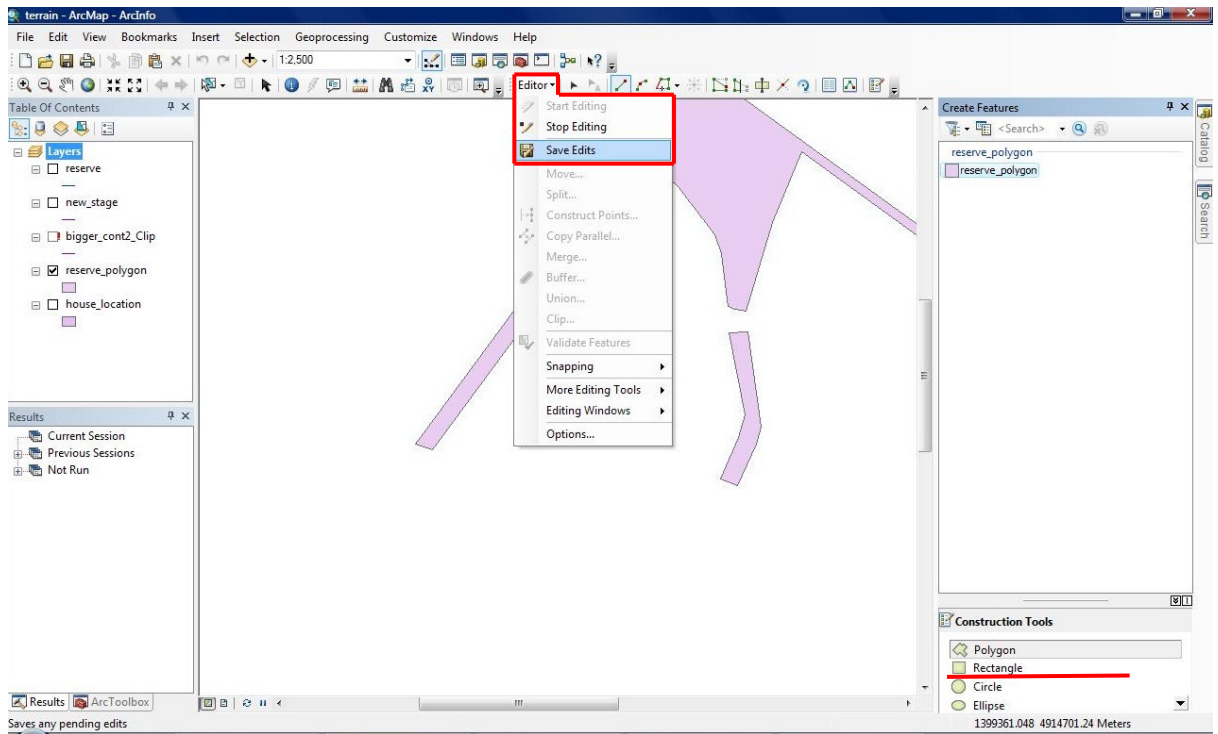 terrain - ArcMap - ArcInfo
File Edit View Bookmarks Insert Selection Geoprocessing Customize Windows Help
1:2,500
Editor
Table Of Contents
Layers
reserve
new_stage
bigger_cont2_Clip
reserve_polygon
house_location
Results
Current Session
Previous Sessions
Not Run
Results ArcToolbox
Saves any pending edits
Start Editing
Stop Editing
Save Edits
Move...
Split...
Construct Points...
Copy Parallel...
Merge...
Buffer...
Union...
Clip...
Validate Features
Snapping
More Editing Tools
Editing Windows
Options...
Create Features
<Search>
reserve_polygon
reserve_polygon
Construction Tools
Polygon
Rectangle
Circle
Ellipse
1399361.048 4914701.24 Meters
Catalog
Search